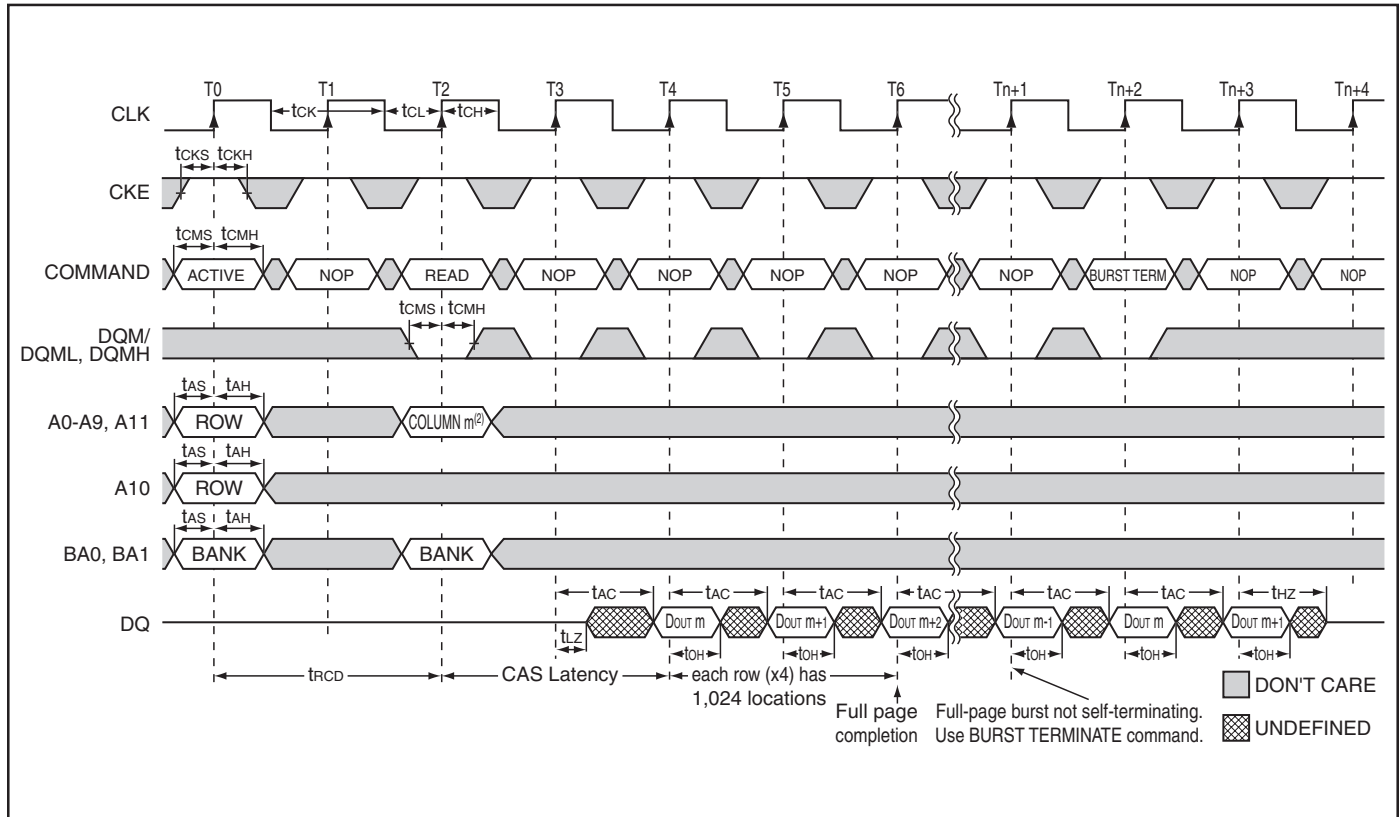 T0 T1 T2 T3 T4 T5 T6 Tn+1 Tn+2 Tn+3 Tn+4
CLK tCK tCL tCH
tCKS tCKH
CKE
tCMS tCMH
COMMAND ACTIVE NOP READ NOP NOP NOP NOP NOP BURST TERM NOP NOP
tCMS tCMH
DQM/
DQML, DQMH
tAS tAH
A0-A9, A11 ROW COLUMN m(2)
tAS tAH
A10 ROW
tAS tAH
BA0, BA1 BANK BANK
tAC tAC tAC tAC tAC tAC tHZ
DQ DOUT m DOUT m+1 DOUT m+2 DOUT m-1 DOUT m DOUT m+1
tLZ tOH tOH tOH tOH tOH tOH
tRCD CAS Latency each row (x4) has
1,024 locations
Full page
completion
Full-page burst not self-terminating.
Use BURST TERMINATE command.
DON'T CARE
UNDEFINED